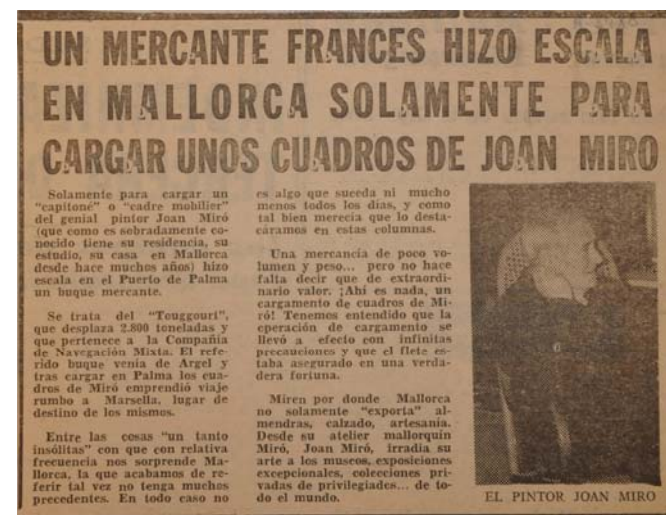 UN MERCANTE FRANCES HIZO ESCALA
EN MALLORCA SOLAMENTE PARA
CARGAR UNOS CUADROS DE JOAN MIRO
Solamente para cargar un
"capitoné" o "cadre mobilier"
del genial pintor Joan Miró
(que como es sobradamente co-
nocido tiene su residencia, su
estudio, su casa en Mallorca
desde hace muchos años) hizo
escala en el Puerto de Palma
un buque mercante.
Se trata del "Touggourí",
que desplaza 2.800 toneladas y
que pertenece a la Compañía
de Navegación Mixta. El refe-
rido buque venía de Argel y
tras cargar en Palma los cua-
dros de Miró emprendió viaje
rumbo a Marsella, lugar de
destino de los mismos.
Entre las cosas "un tanto
insólitas" con que con relativa
frecuencia nos sorprende Ma-
llorca, la que acabamos de re-
ferir tal vez no tenga muchos
precedentes. En todo caso no
es algo que suceda ni mucho
menos todos los días, y como
tal bien merecía que lo desta-
cáramos en estas columnas.
Una mercancía de poco vo-
lumen y peso... pero no hace
falta decir que de extraordi-
nario valor. ¡Ahí es nada, un
cargamento de cuadros de Mi-
ró! Tenemos entendido que la
operación de cargamento se
llevó a efecto con infinitas
precauciones y que el flete es-
taba asegurado en una verda-
dera fortuna.
Miren por donde Mallorca
no solamente "exporta" al-
mendras, calzado, artesanía.
Desde su atelier mallorquín
Miró, Joan Miró, irradia su
arte a los museos, exposiciones
excepcionales, colecciones pri-
vadas de privilegiados... de to-
do el mundo.
EL PINTOR JOAN MIRO